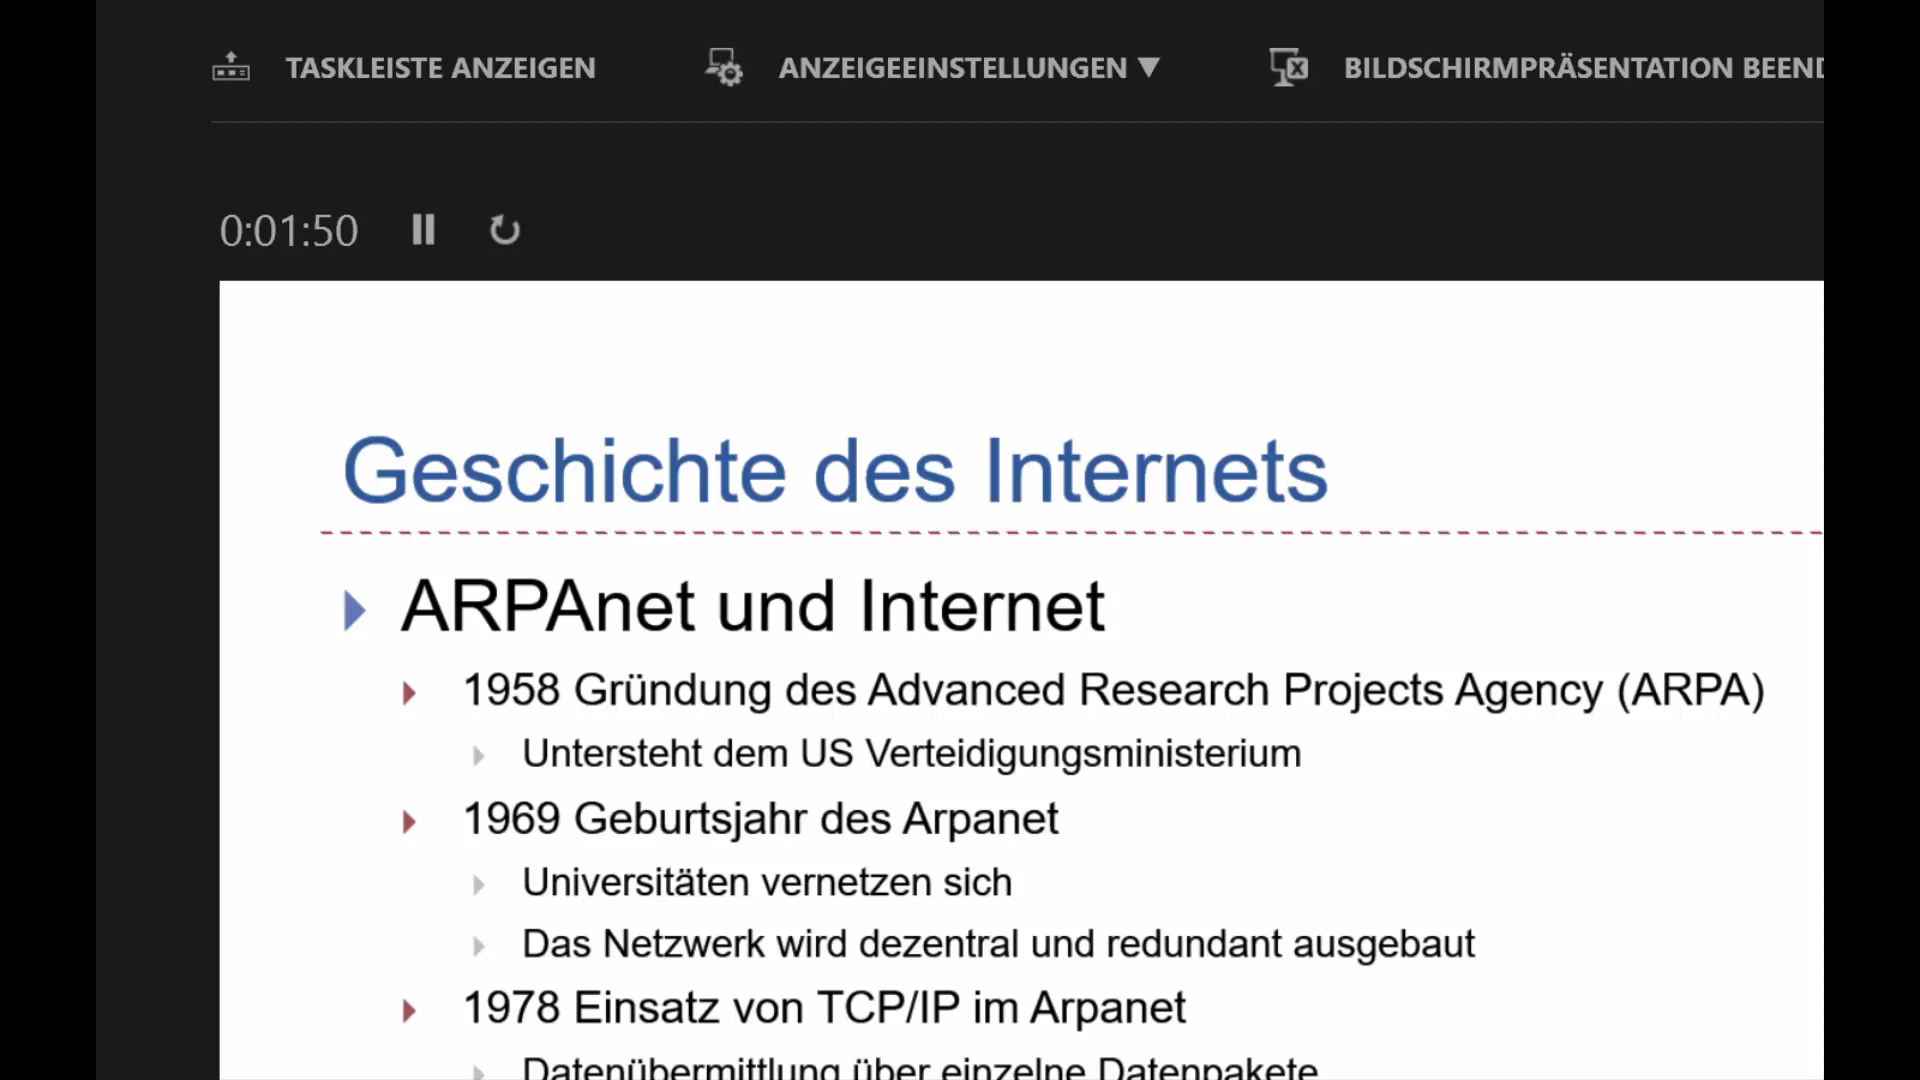 TASKLEISTE ANZEIGEN ANZEIGEEINSTELLUNGEN ▼ BILDSCHIRMPRÄSENTATION BEEND
0:01:50
Geschichte des Internets
ARPAnet und Internet
1958 Gründung des Advanced Research Projects Agency (ARPA)
Untersteht dem US Verteidigungsministerium
1969 Geburtsjahr des Arpanet
Universitäten vernetzen sich
Das Netzwerk wird dezentral und redundant ausgebaut
1978 Einsatz von TCP/IP im Arpanet
Datenübermittlung über einzelne Datenpakete